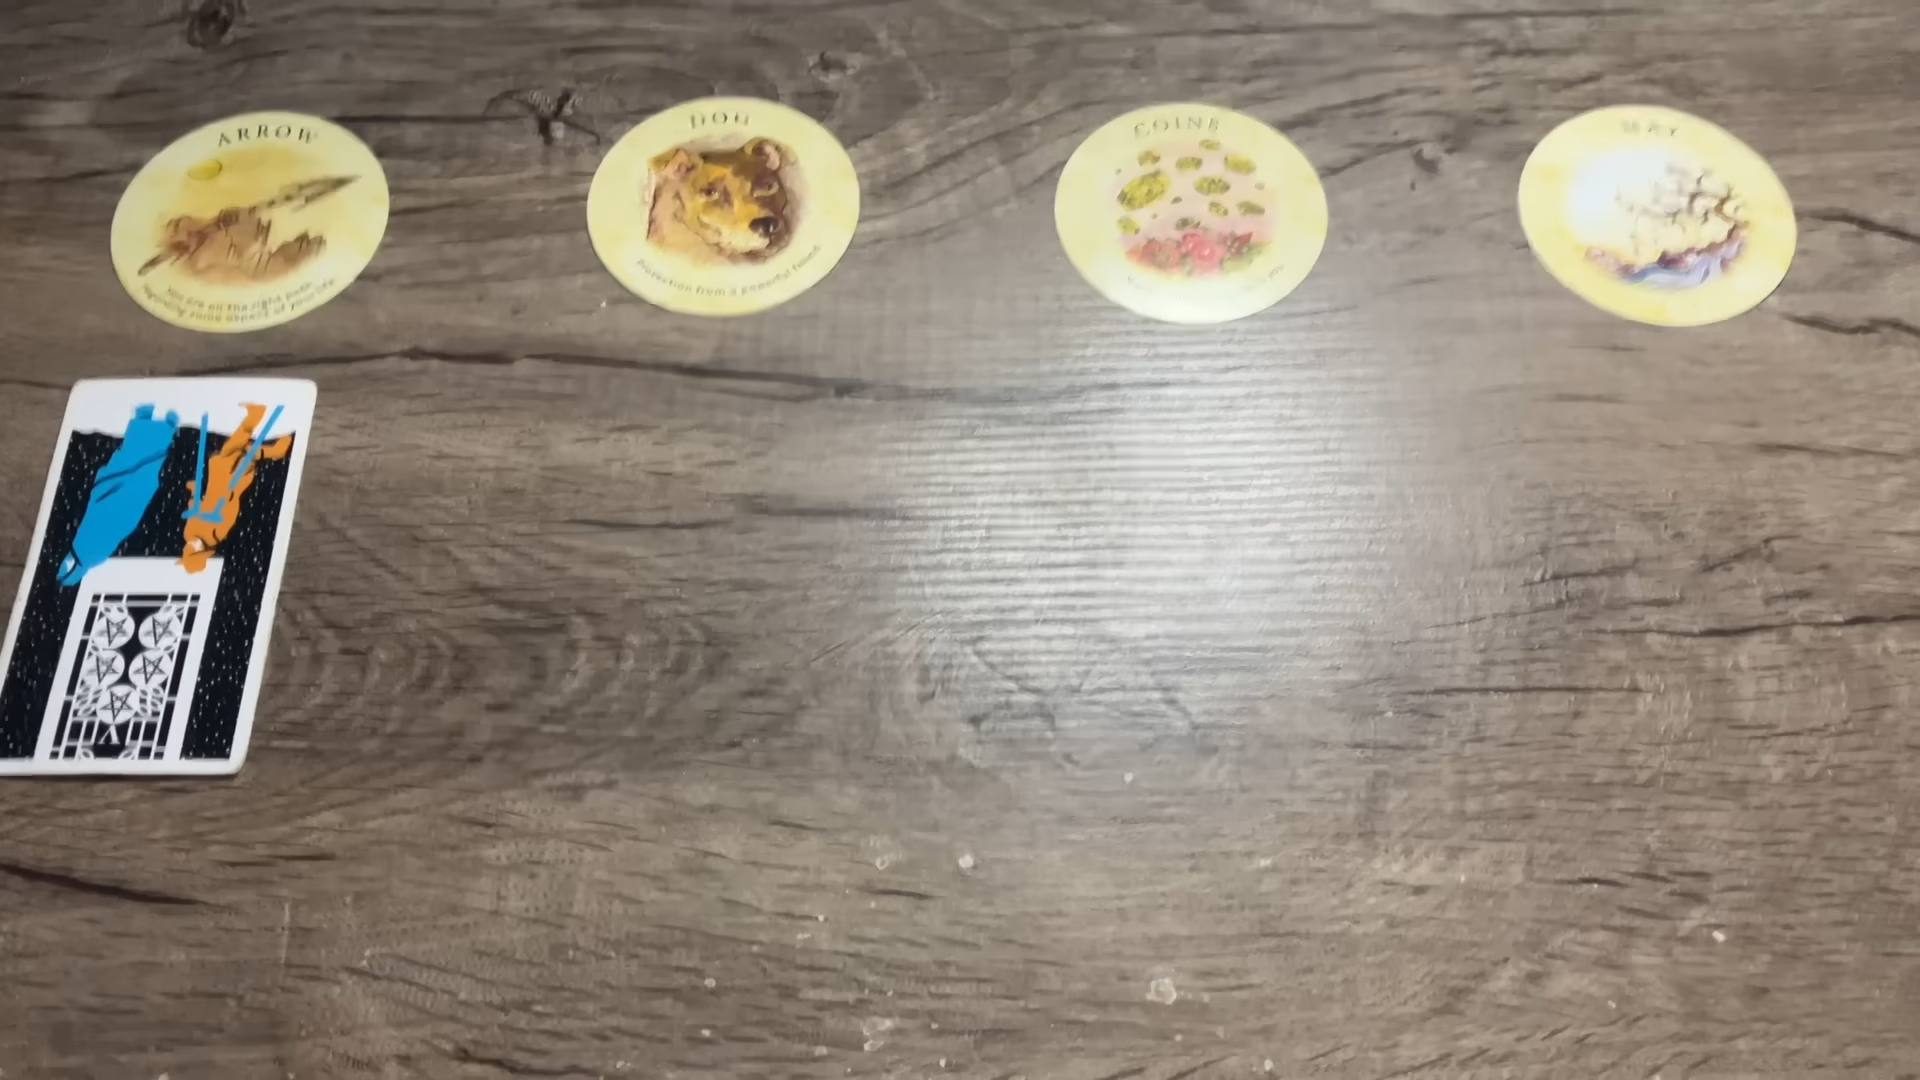 ARROW
You are on the right path
regarding some aspect of your life
DOG
Protection from a powerful friend
COINS
MAY
V